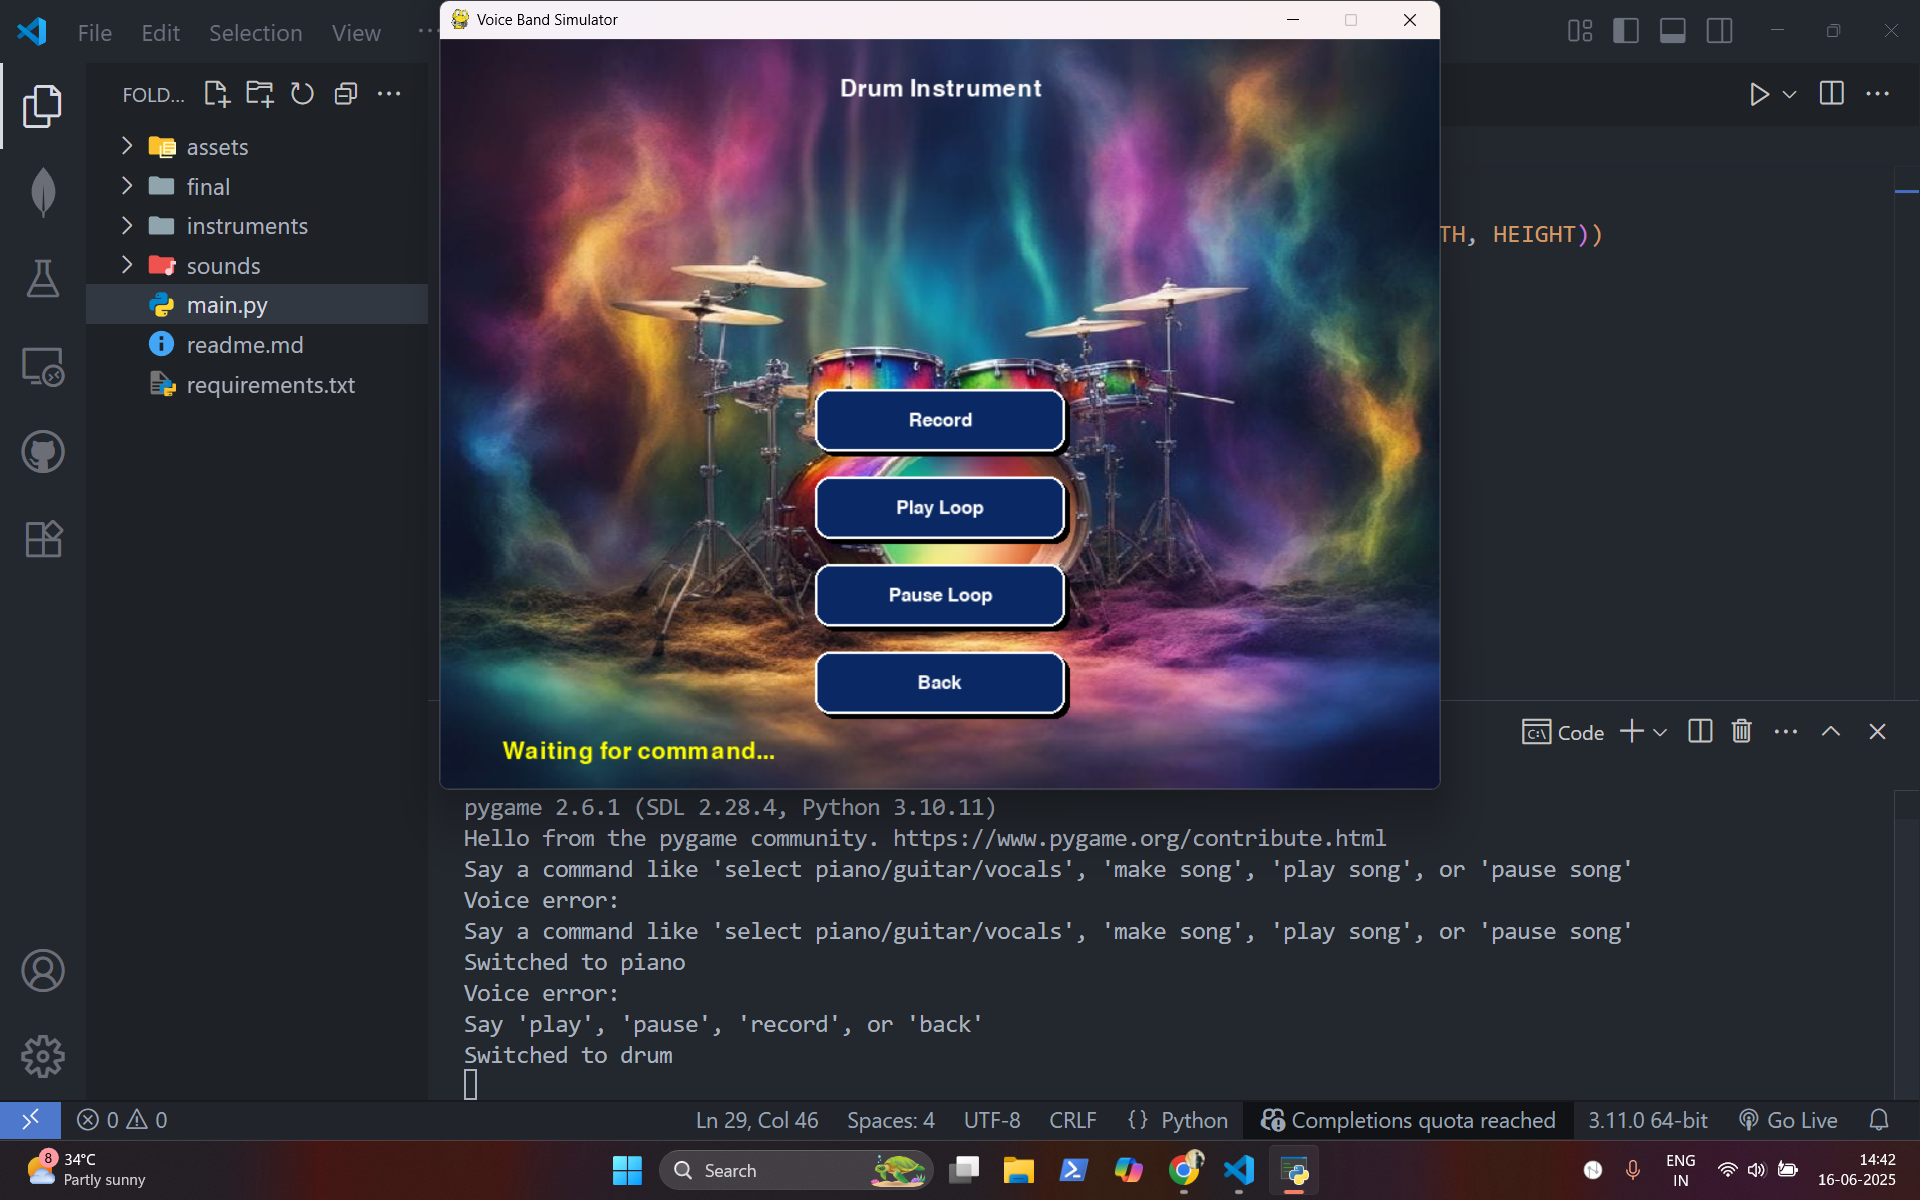 File Edit Selection View ...
Voice Band Simulator
FOLD...
assets
final
instruments
sounds
main.py
readme.md
requirements.txt
Drum Instrument
Record
Play Loop
Pause Loop
Back
Waiting for command...
TH, HEIGHT))
Code
pygame 2.6.1 (SDL 2.28.4, Python 3.10.11)
Hello from the pygame community. https://www.pygame.org/contribute.html
Say a command like 'select piano/guitar/vocals', 'make song', 'play song', or 'pause song'
Voice error:
Say a command like 'select piano/guitar/vocals', 'make song', 'play song', or 'pause song'
Switched to piano
Voice error:
Say 'play', 'pause', 'record', or 'back'
Switched to drum
0 0 Ln 29, Col 46 Spaces: 4 UTF-8 CRLF {} Python Completions quota reached 3.11.0 64-bit Go Live
8 34°C
Partly sunny
Search
ENG
IN
14:42
16-06-2025